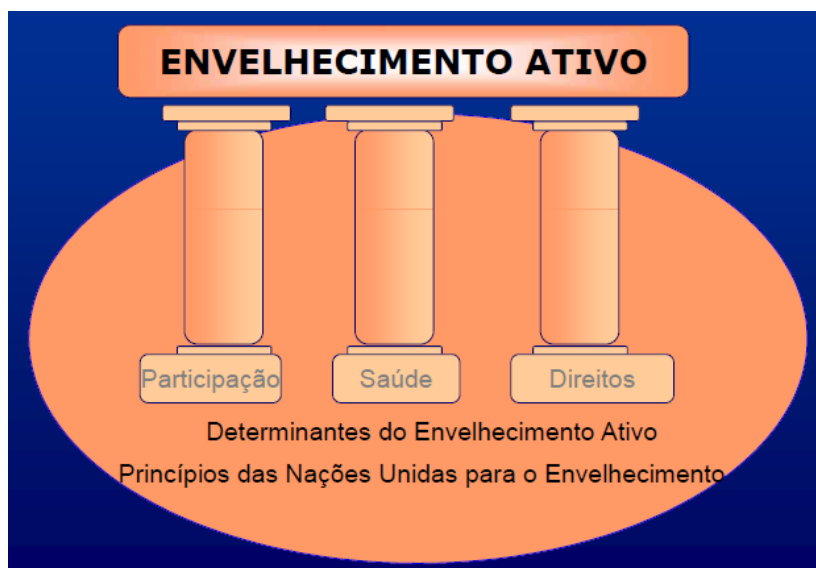 ENVELHECIMENTO ATIVO
Participação
Saúde
Direitos
Determinantes do Envelhecimento Ativo
Princípios das Nações Unidas para o Envelhecimento